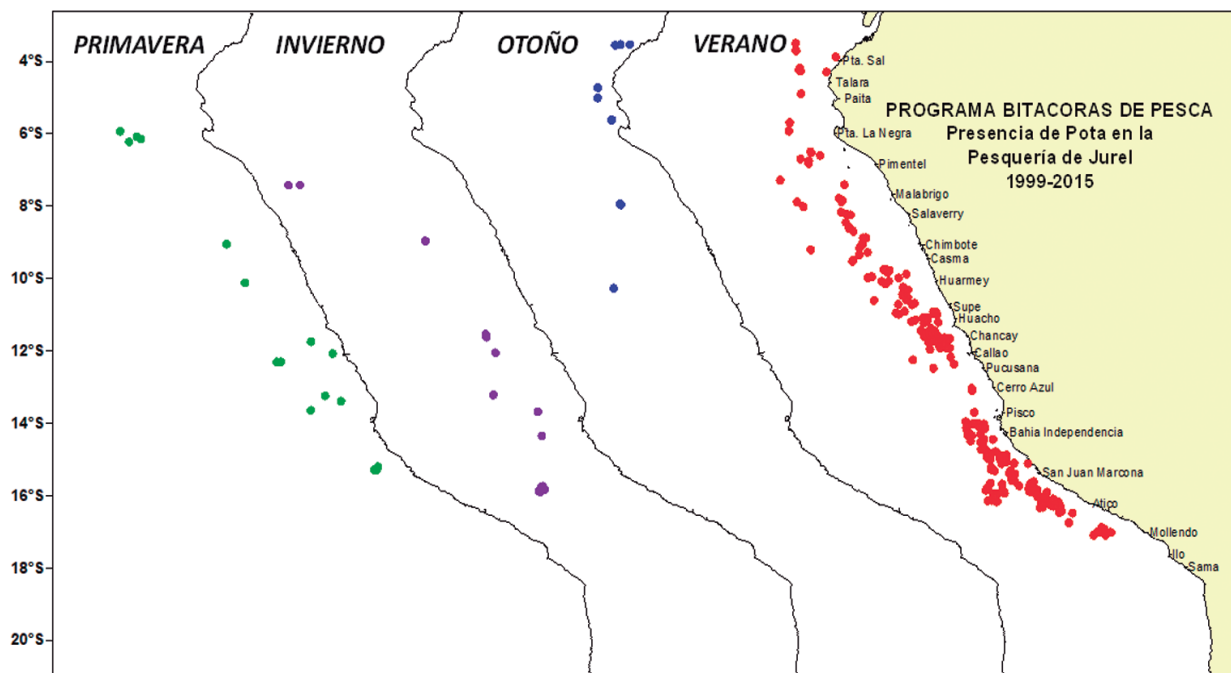 PRIMAVERA
INVIERNO
OTOÑO
VERANO
PROGRAMA BITACORAS DE PESCA
Presencia de Pota en la
Pesquería de Jurel
1999-2015
4°S
6°S
8°S
10°S
12°S
14°S
16°S
18°S
20°S
Pta. Sal
Talara
Paita
Pta. La Negra
Pimentel
Malabrigo
Salaverry
Chimbote
Casma
Huarmey
Supe
Huacho
Chancay
Callao
Pucusana
Cerro Azul
Pisco
Bahia Independencia
San Juan Marcona
Atico
Mollendo
Ilo
Sama